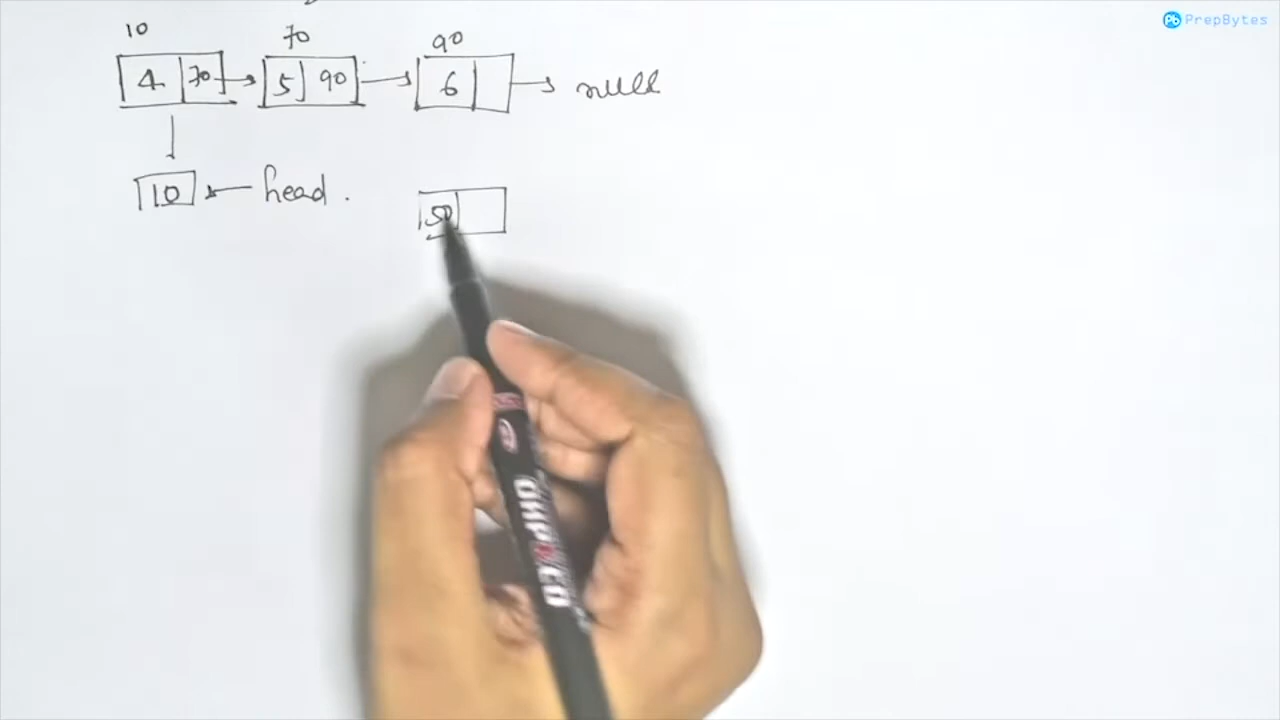 PrepBytes
10 70 90
4 70 5 90 6 null
10 head.
50